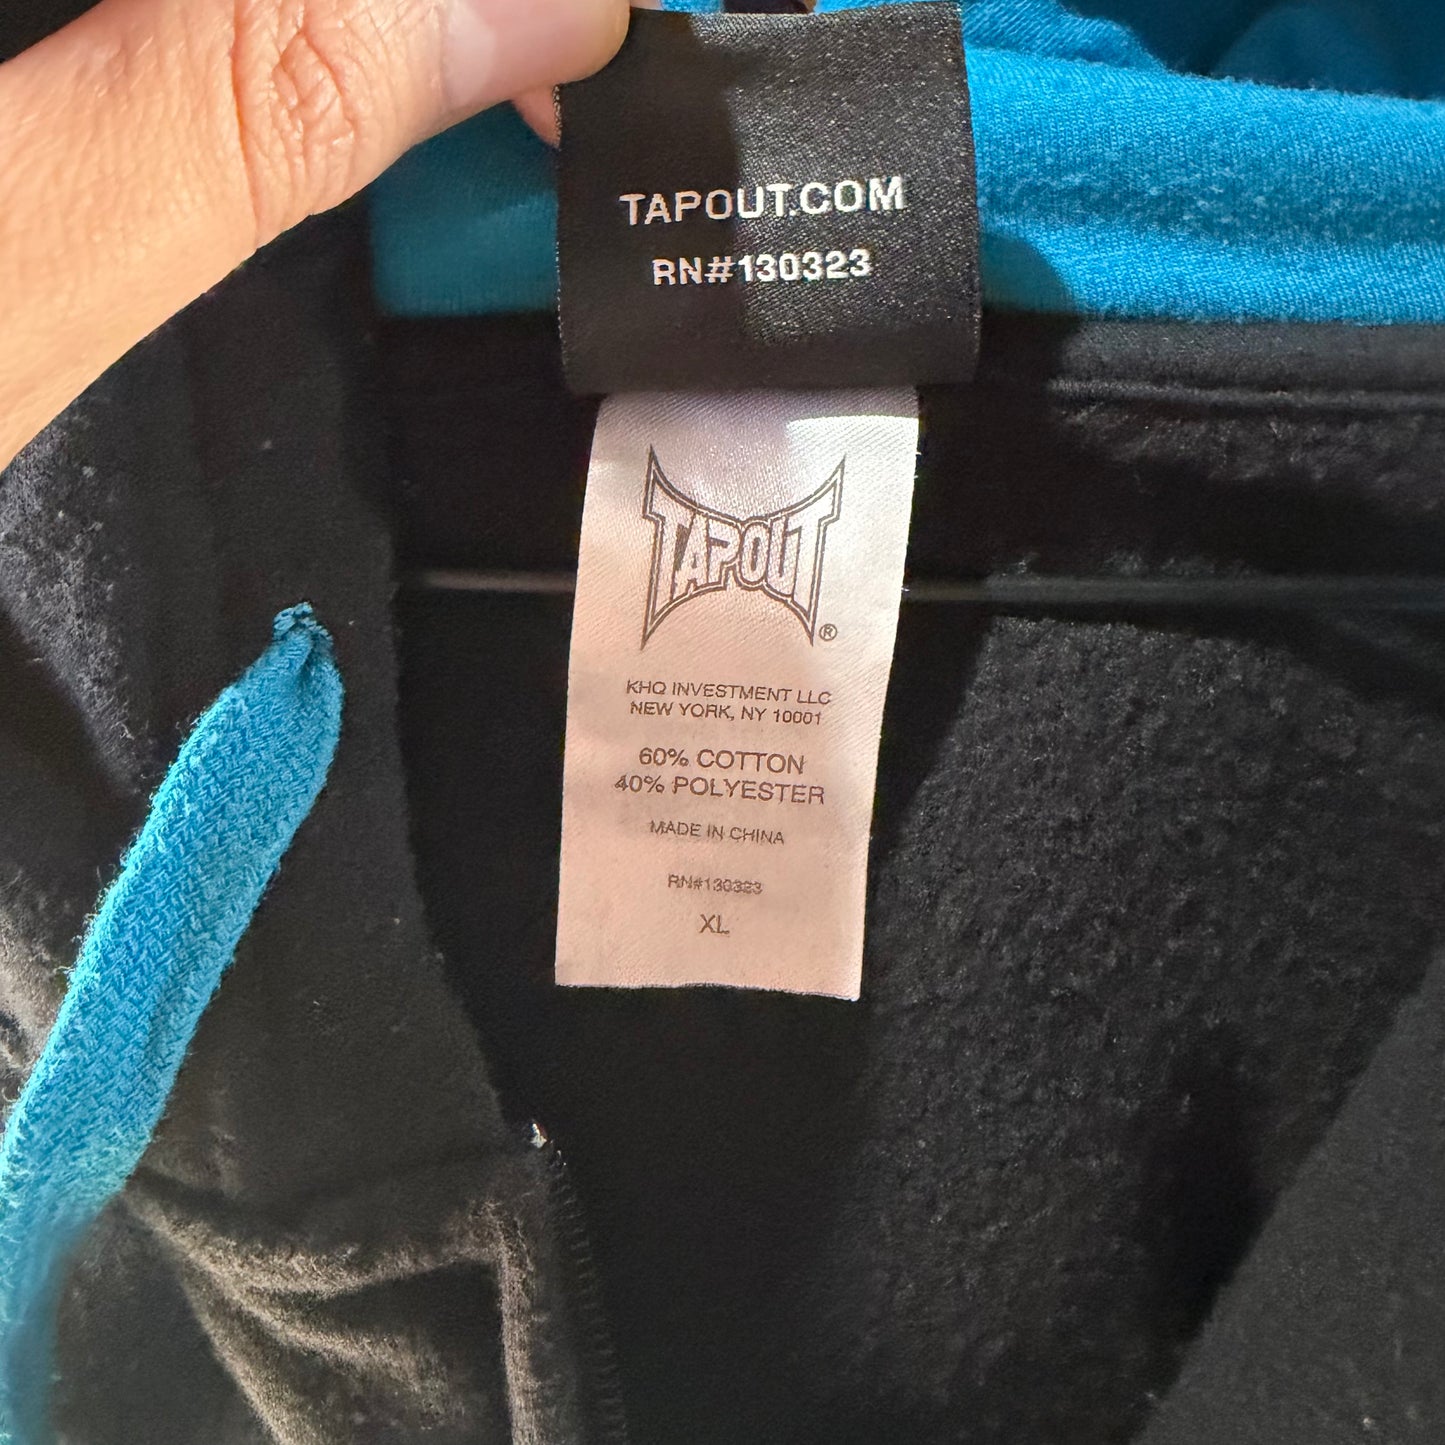 TAPOUT.COM
RN#130323
TAPOUT
®
KHQ INVESTMENT LLC
NEW YORK, NY 10001
60% COTTON
40% POLYESTER
MADE IN CHINA
RN#130323
XL